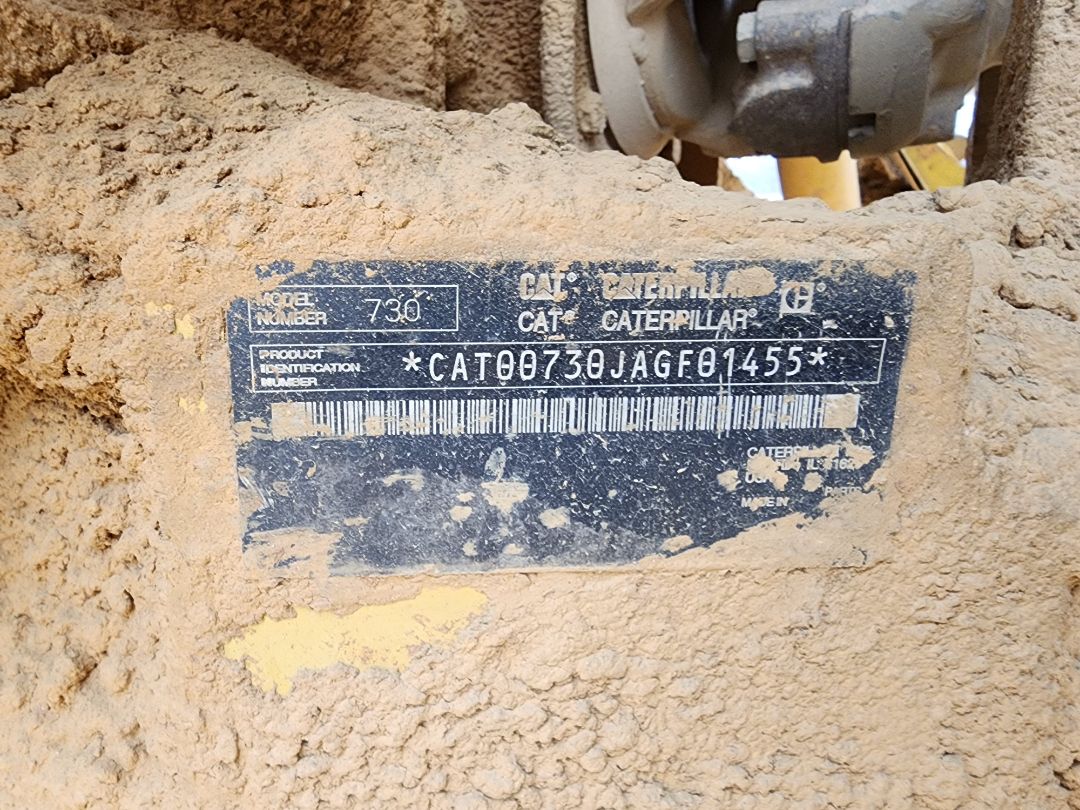 MODEL NUMBER 730
CAT® CATERPILLAR®
CAT® CATERPILLAR®
PRODUCT IDENTIFICATION NUMBER *CAT00730JAGF01455*
MADE IN